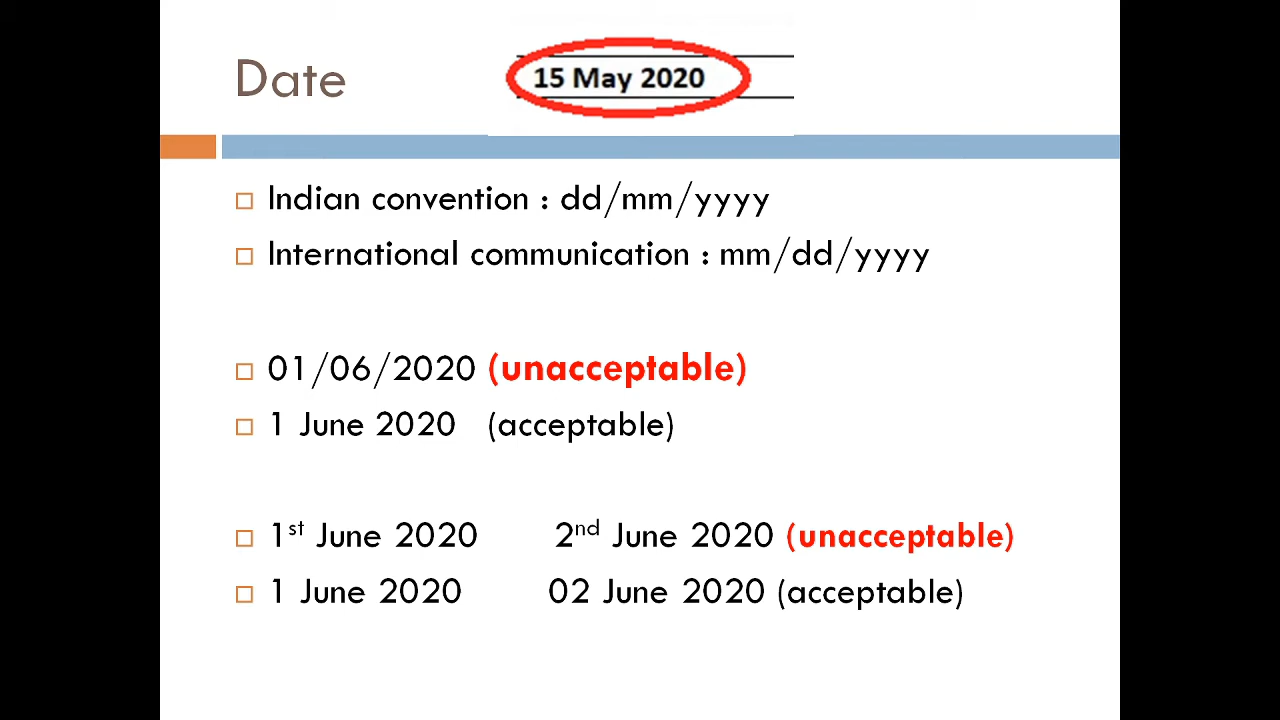 Date
15 May 2020
Indian convention : dd/mm/yyyy
International communication : mm/dd/yyyy
01/06/2020 (unacceptable)
1 June 2020 (acceptable)
1st June 2020 2nd June 2020 (unacceptable)
1 June 2020 02 June 2020 (acceptable)